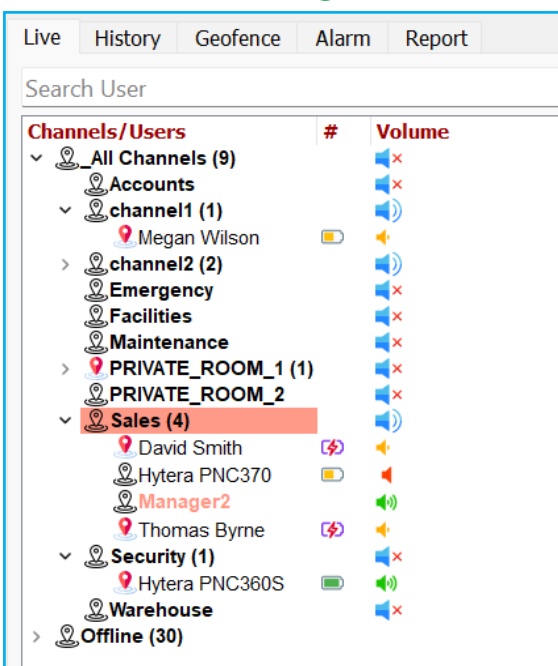 Live History Geofence Alarm Report
Search User
Channels/Users # Volume
_All Channels (9)
Accounts
channel1 (1)
Megan Wilson
channel2 (2)
Emergency
Facilities
Maintenance
PRIVATE_ROOM_1 (1)
PRIVATE_ROOM_2
Sales (4)
David Smith
Hytera PNC370
Manager2
Thomas Byrne
Security (1)
Hytera PNC360S
Warehouse
Offline (30)